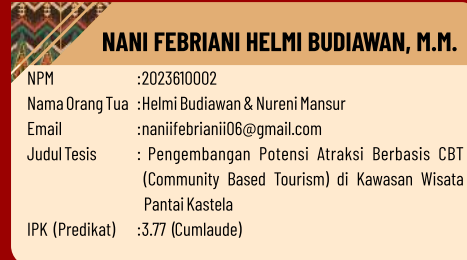 NANI FEBRIANI HELMI BUDIAWAN, M.M.
NPM :2023610002
Nama Orang Tua :Helmi Budiawan & Nureni Mansur
Email :naniifebrianii06@gmail.com
Judul Tesis : Pengembangan Potensi Atraksi Berbasis CBT
(Community Based Tourism) di Kawasan Wisata
Pantai Kastela
IPK (Predikat) :3.77 (Cumlaude)